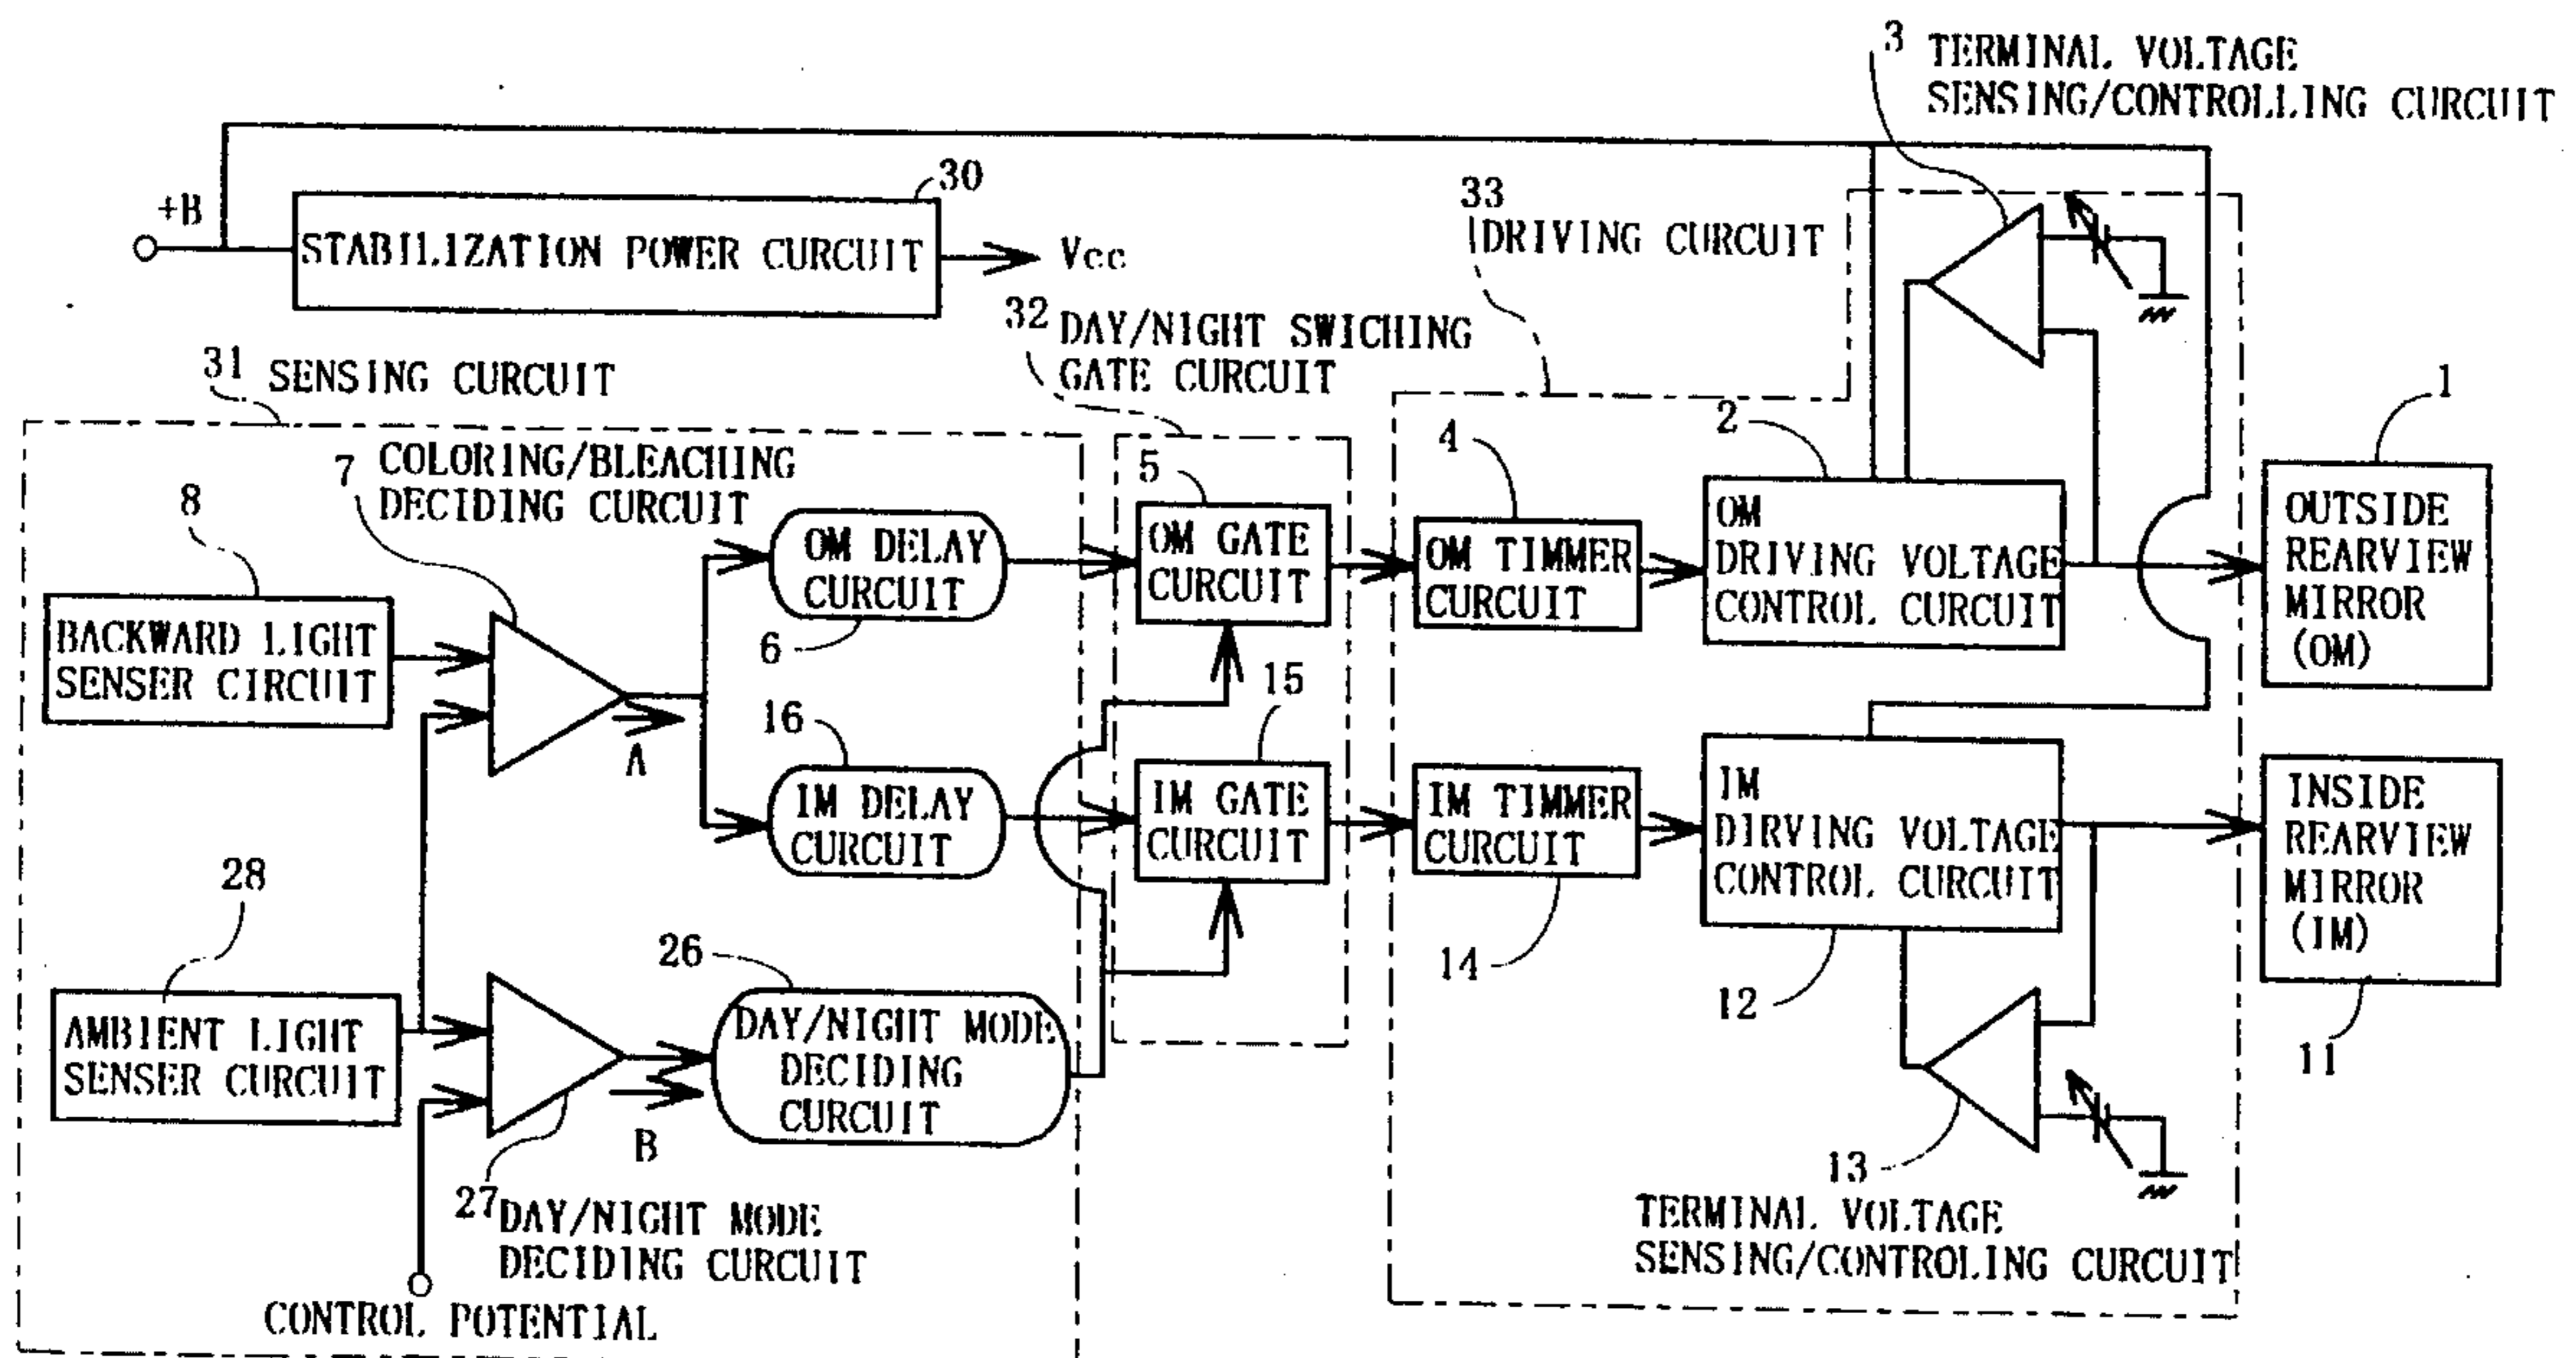 3 TERMINAL VOLTAGE
SENSING/CONTROLLING CURCUIT
+B
30
STABILIZATION POWER CURCUIT
Vcc
33
DRIVING CURCUIT
32 DAY/NIGHT SWICHING
GATE CURCUIT
31 SENSING CURCUIT
7 COLORING/BLEACHING
DECIDING CURCUIT
8
BACKWARD LIGHT
SENSER CIRCUIT
A
OM DELAY
CURCUIT
6
5
OM GATE
CURCUIT
4
OM TIMMER
CURCUIT
2
OM
DRIVING VOLTAGE
CONTROL CURCUIT
1
OUTSIDE
REARVIEW
MIRROR
(OM)
16
IM DELAY
CURCUIT
15
IM GATE
CURCUIT
IM TIMMER
CURCUIT
14
IM
DIRVING VOLTAGE
CONTROL CURCUIT
12
INSIDE
REARVIEW
MIRROR
(IM)
11
28
AMBIENT LIGHT
SENSER CURCUIT
26
DAY/NIGHT MODE
DECIDING
CURCUIT
B
27 DAY/NIGHT MODE
DECIDING CURCUIT
CONTROL POTENTIAL
13
TERMINAL VOLTAGE
SENSING/CONTROLING CURCUIT